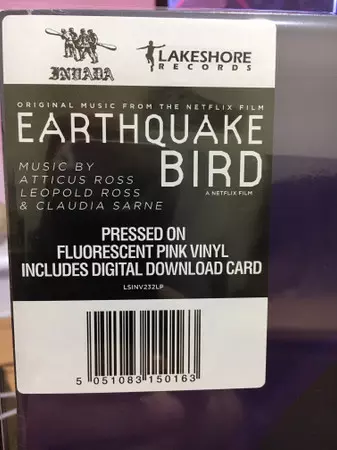 INVADA
LAKESHORE
RECORDS
ORIGINAL MUSIC FROM THE NETFLIX FILM
EARTHQUAKE
BIRD
A NETFLIX FILM
MUSIC BY
ATTICUS ROSS
LEOPOLD ROSS
& CLAUDIA SARNE
PRESSED ON
FLUORESCENT PINK VINYL
INCLUDES DIGITAL DOWNLOAD CARD
LSINV232LP
5 051083 150163